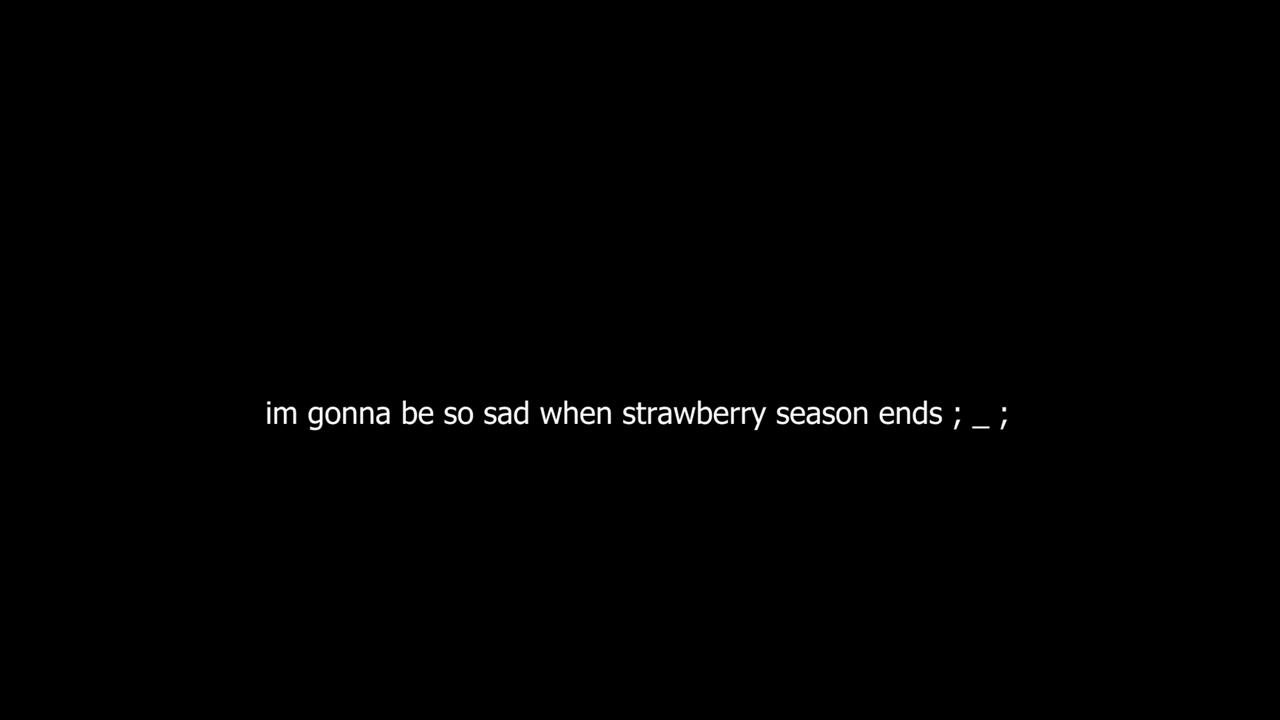 im gonna be so sad when strawberry season ends ; _ ;